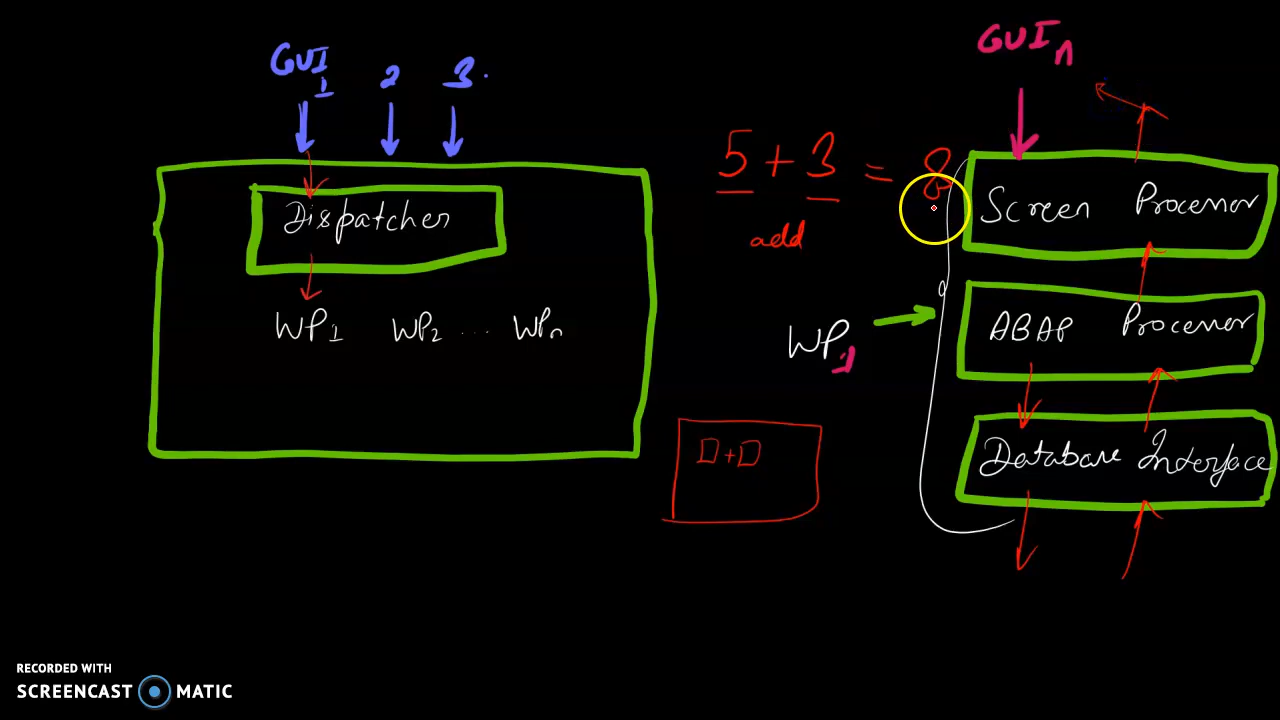 GUI1 2 3.
Dispatcher
WP1 WP2 ... WPn
5 + 3 = 8
add
□+□
GUIn
Screen Processor
WP1
ABAP Processor
Database Interface
RECORDED WITH
SCREENCAST MATIC